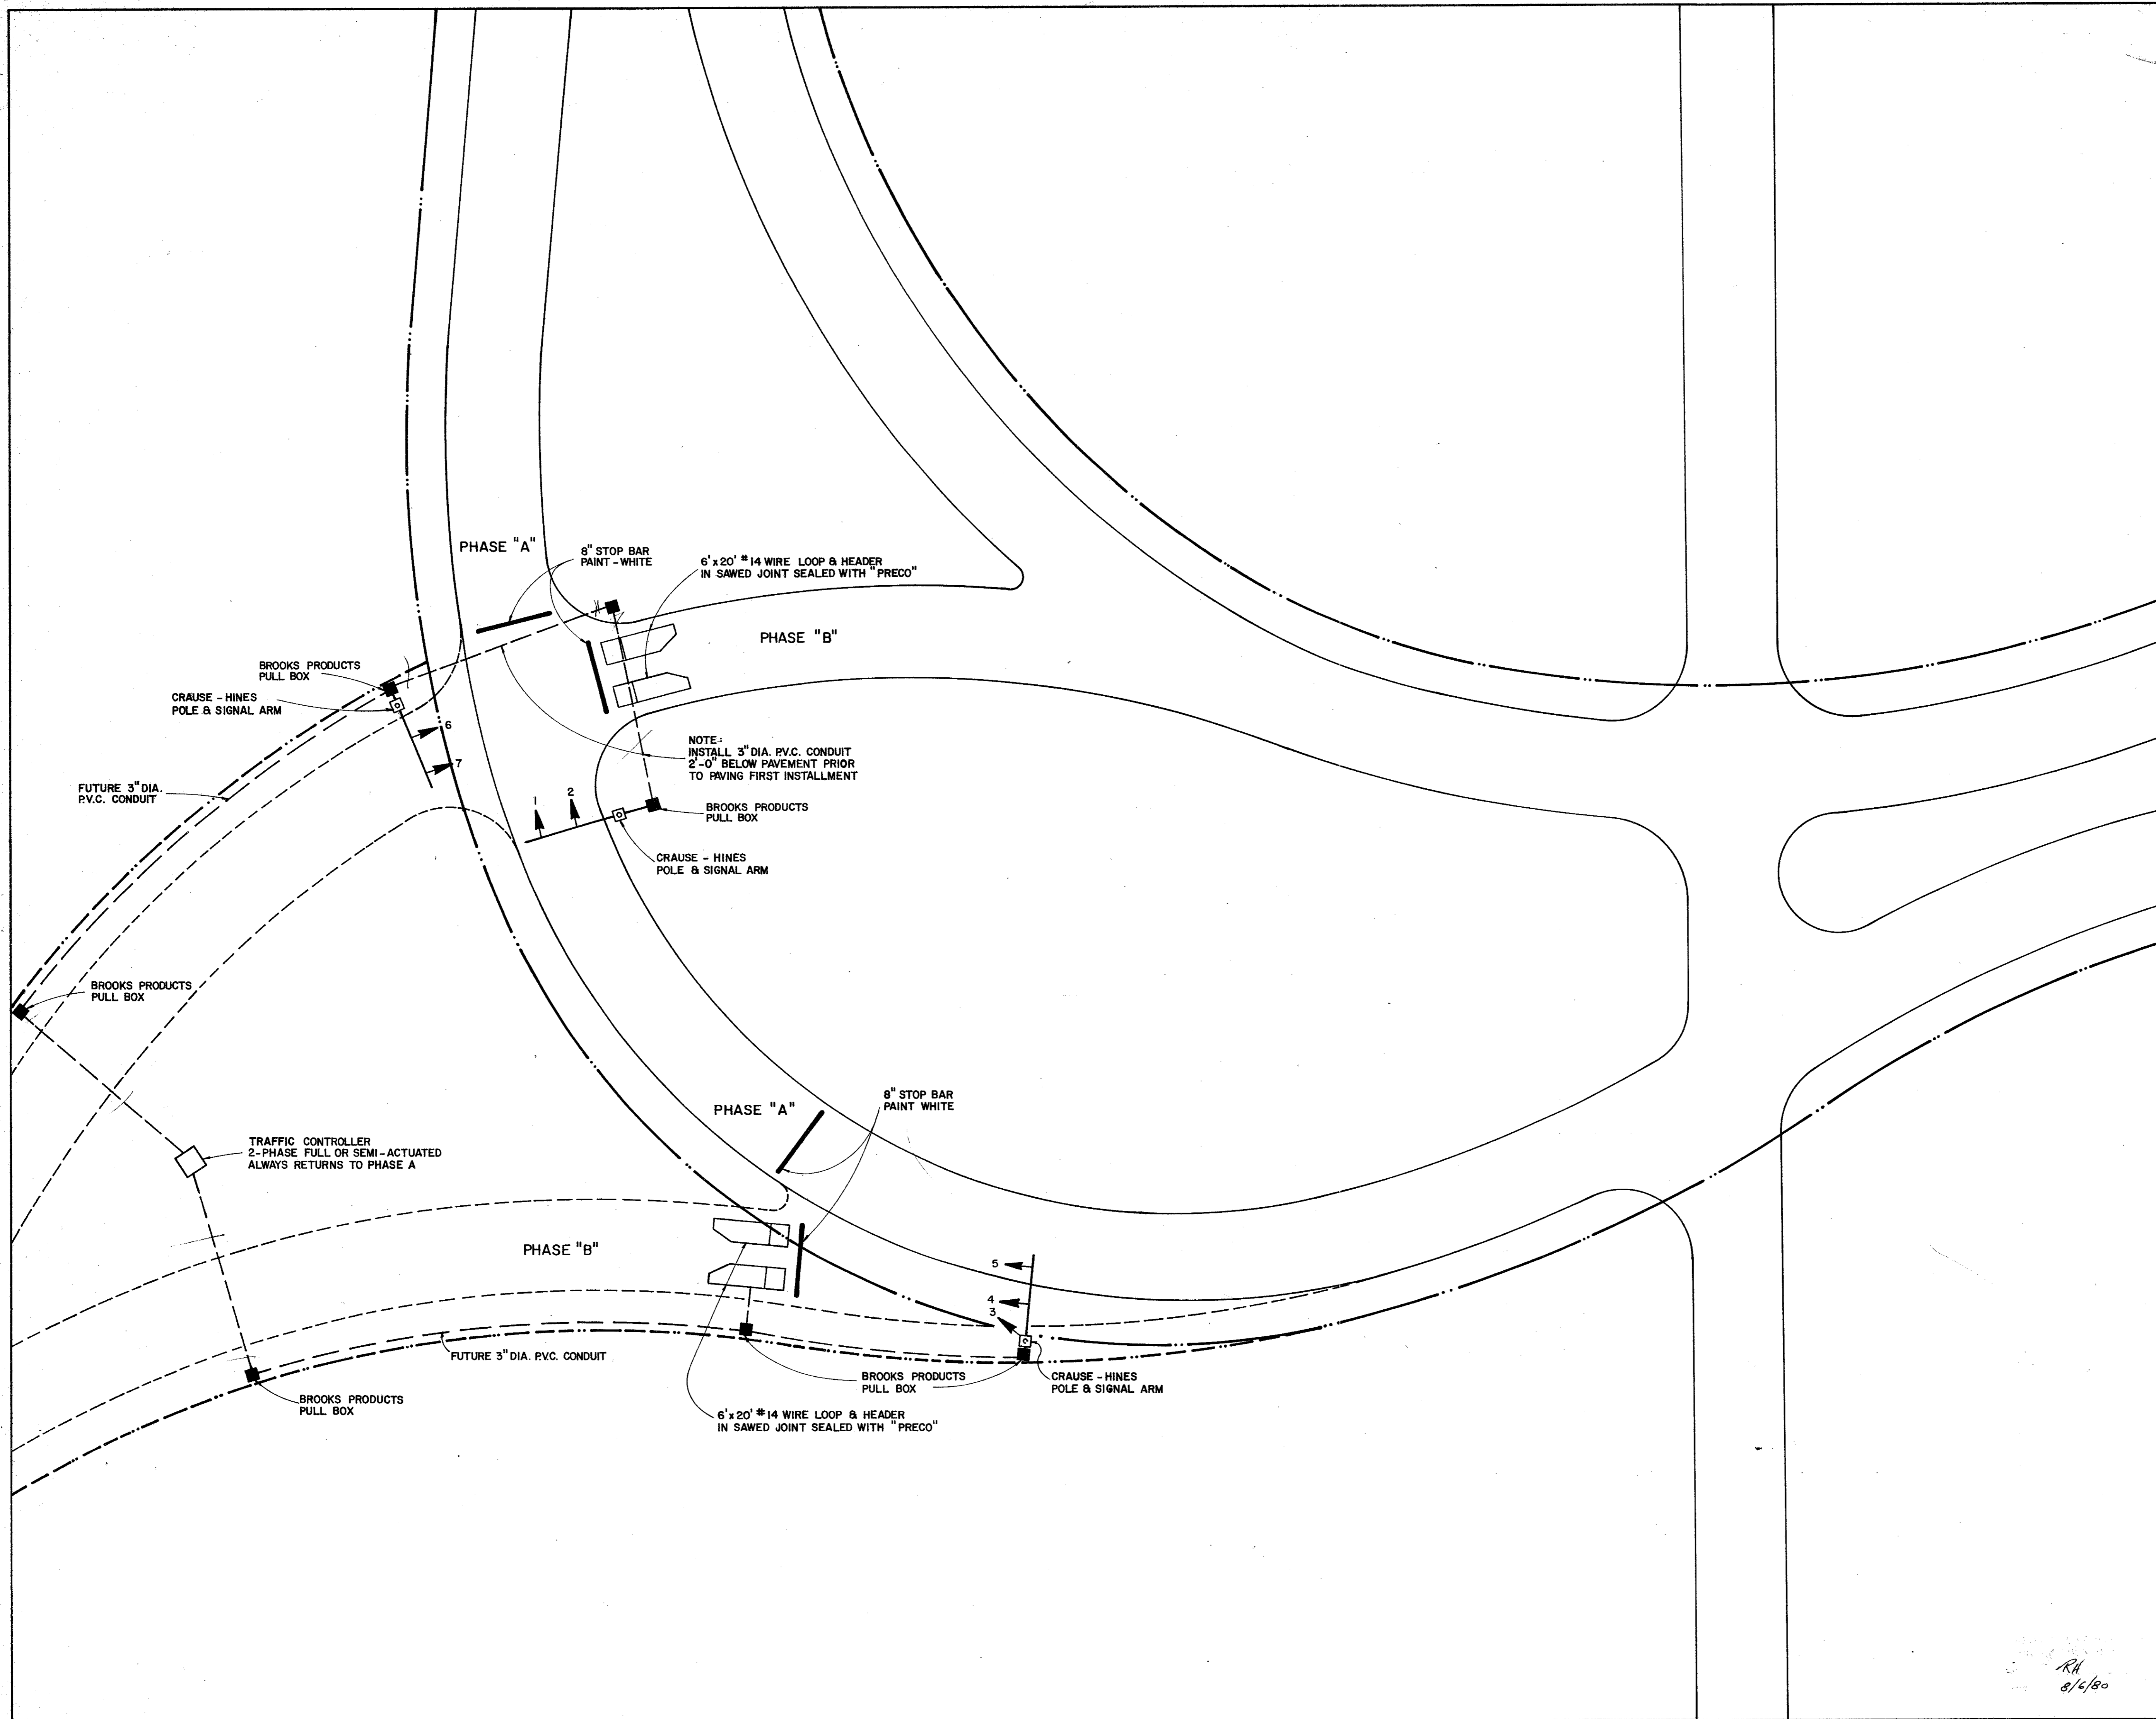 PHASE "A"
8" STOP BAR
PAINT - WHITE
6' x 20' #14 WIRE LOOP & HEADER
IN SAWED JOINT SEALED WITH "PRECO"
PHASE "B"
BROOKS PRODUCTS
PULL BOX
CRAUSE - HINES
POLE & SIGNAL ARM
6
7
NOTE:
INSTALL 3" DIA. P.V.C. CONDUIT
2'-0" BELOW PAVEMENT PRIOR
TO PAVING FIRST INSTALLMENT
FUTURE 3" DIA.
P.V.C. CONDUIT
1
2
BROOKS PRODUCTS
PULL BOX
CRAUSE - HINES
POLE & SIGNAL ARM
BROOKS PRODUCTS
PULL BOX
PHASE "A"
8" STOP BAR
PAINT WHITE
TRAFFIC CONTROLLER
2-PHASE FULL OR SEMI-ACTUATED
ALWAYS RETURNS TO PHASE A
PHASE "B"
5
4
3
FUTURE 3" DIA. P.V.C. CONDUIT
BROOKS PRODUCTS
PULL BOX
CRAUSE - HINES
POLE & SIGNAL ARM
BROOKS PRODUCTS
PULL BOX
6' x 20' #14 WIRE LOOP & HEADER
IN SAWED JOINT SEALED WITH "PRECO"
RH
8/6/80